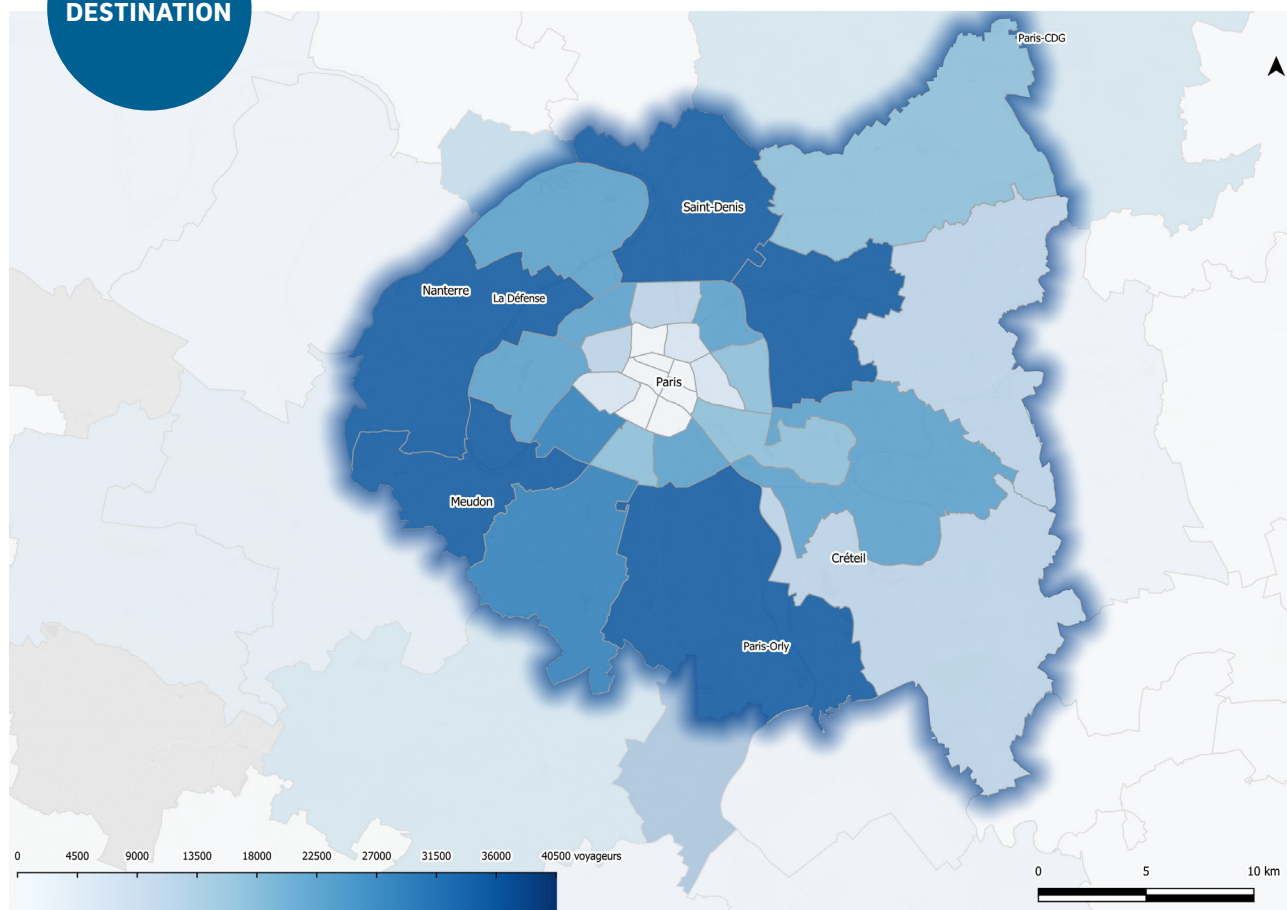 DESTINATION
Paris-CDG
Saint-Denis
Nanterre
La Défense
Paris
Meudon
Créteil
Paris-Orly
0 4500 9000 13500 18000 22500 27000 31500 36000 40500 voyageurs
0 5 10 km